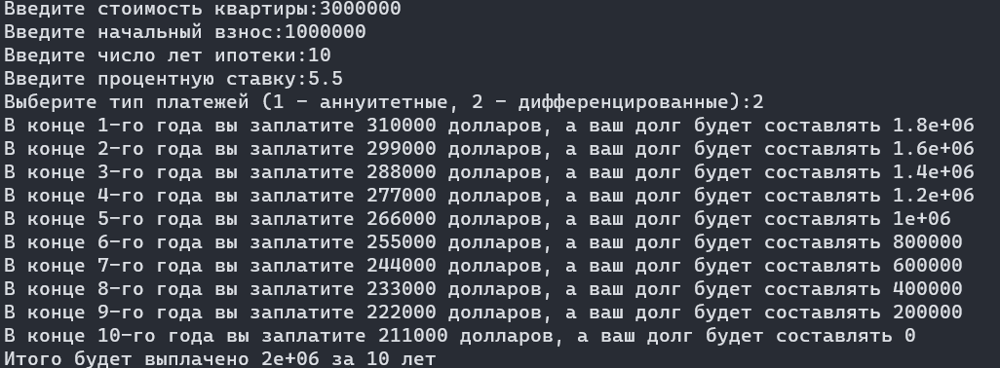 Введите стоимость квартиры:3000000
Введите начальный взнос:1000000
Введите число лет ипотеки:10
Введите процентную ставку:5.5
Выберите тип платежей (1 - аннуитетные, 2 - дифференцированные):2
В конце 1-го года вы заплатите 310000 долларов, а ваш долг будет составлять 1.8e+06
В конце 2-го года вы заплатите 299000 долларов, а ваш долг будет составлять 1.6e+06
В конце 3-го года вы заплатите 288000 долларов, а ваш долг будет составлять 1.4e+06
В конце 4-го года вы заплатите 277000 долларов, а ваш долг будет составлять 1.2e+06
В конце 5-го года вы заплатите 266000 долларов, а ваш долг будет составлять 1e+06
В конце 6-го года вы заплатите 255000 долларов, а ваш долг будет составлять 800000
В конце 7-го года вы заплатите 244000 долларов, а ваш долг будет составлять 600000
В конце 8-го года вы заплатите 233000 долларов, а ваш долг будет составлять 400000
В конце 9-го года вы заплатите 222000 долларов, а ваш долг будет составлять 200000
В конце 10-го года вы заплатите 211000 долларов, а ваш долг будет составлять 0
Итого будет выплачено 2e+06 за 10 лет